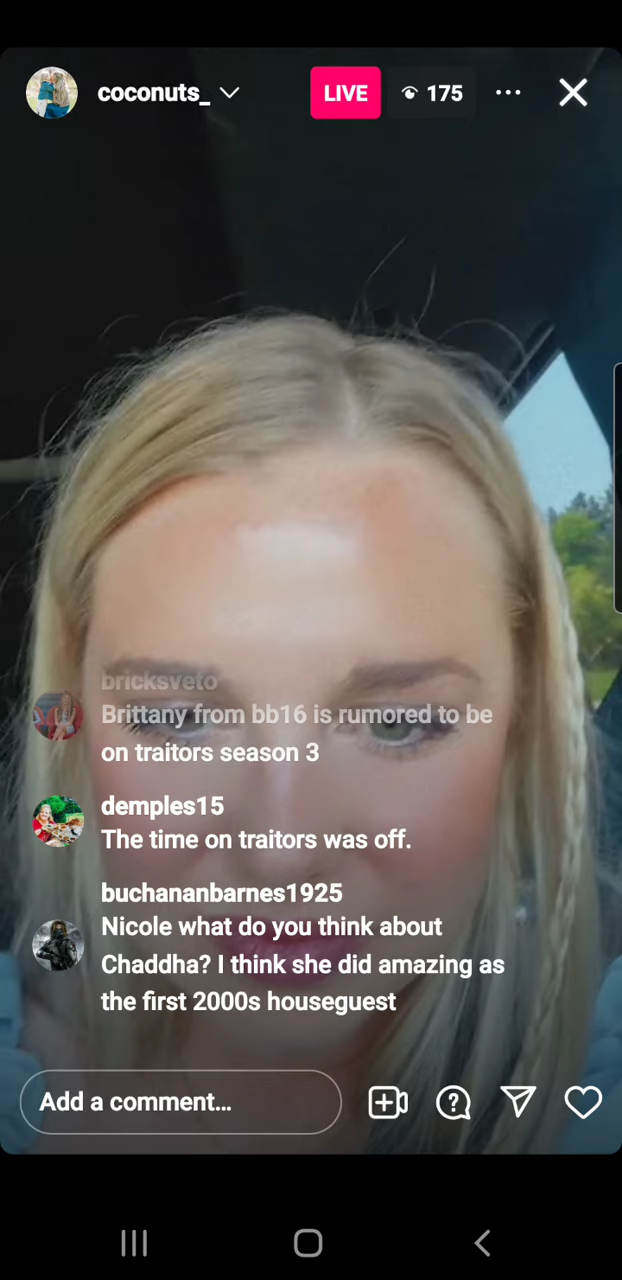 coconuts_
LIVE
175
bricksveto
Brittany from bb16 is rumored to be
on traitors season 3
demples15
The time on traitors was off.
buchananbarnes1925
Nicole what do you think about
Chaddha? I think she did amazing as
the first 2000s houseguest
Add a comment...